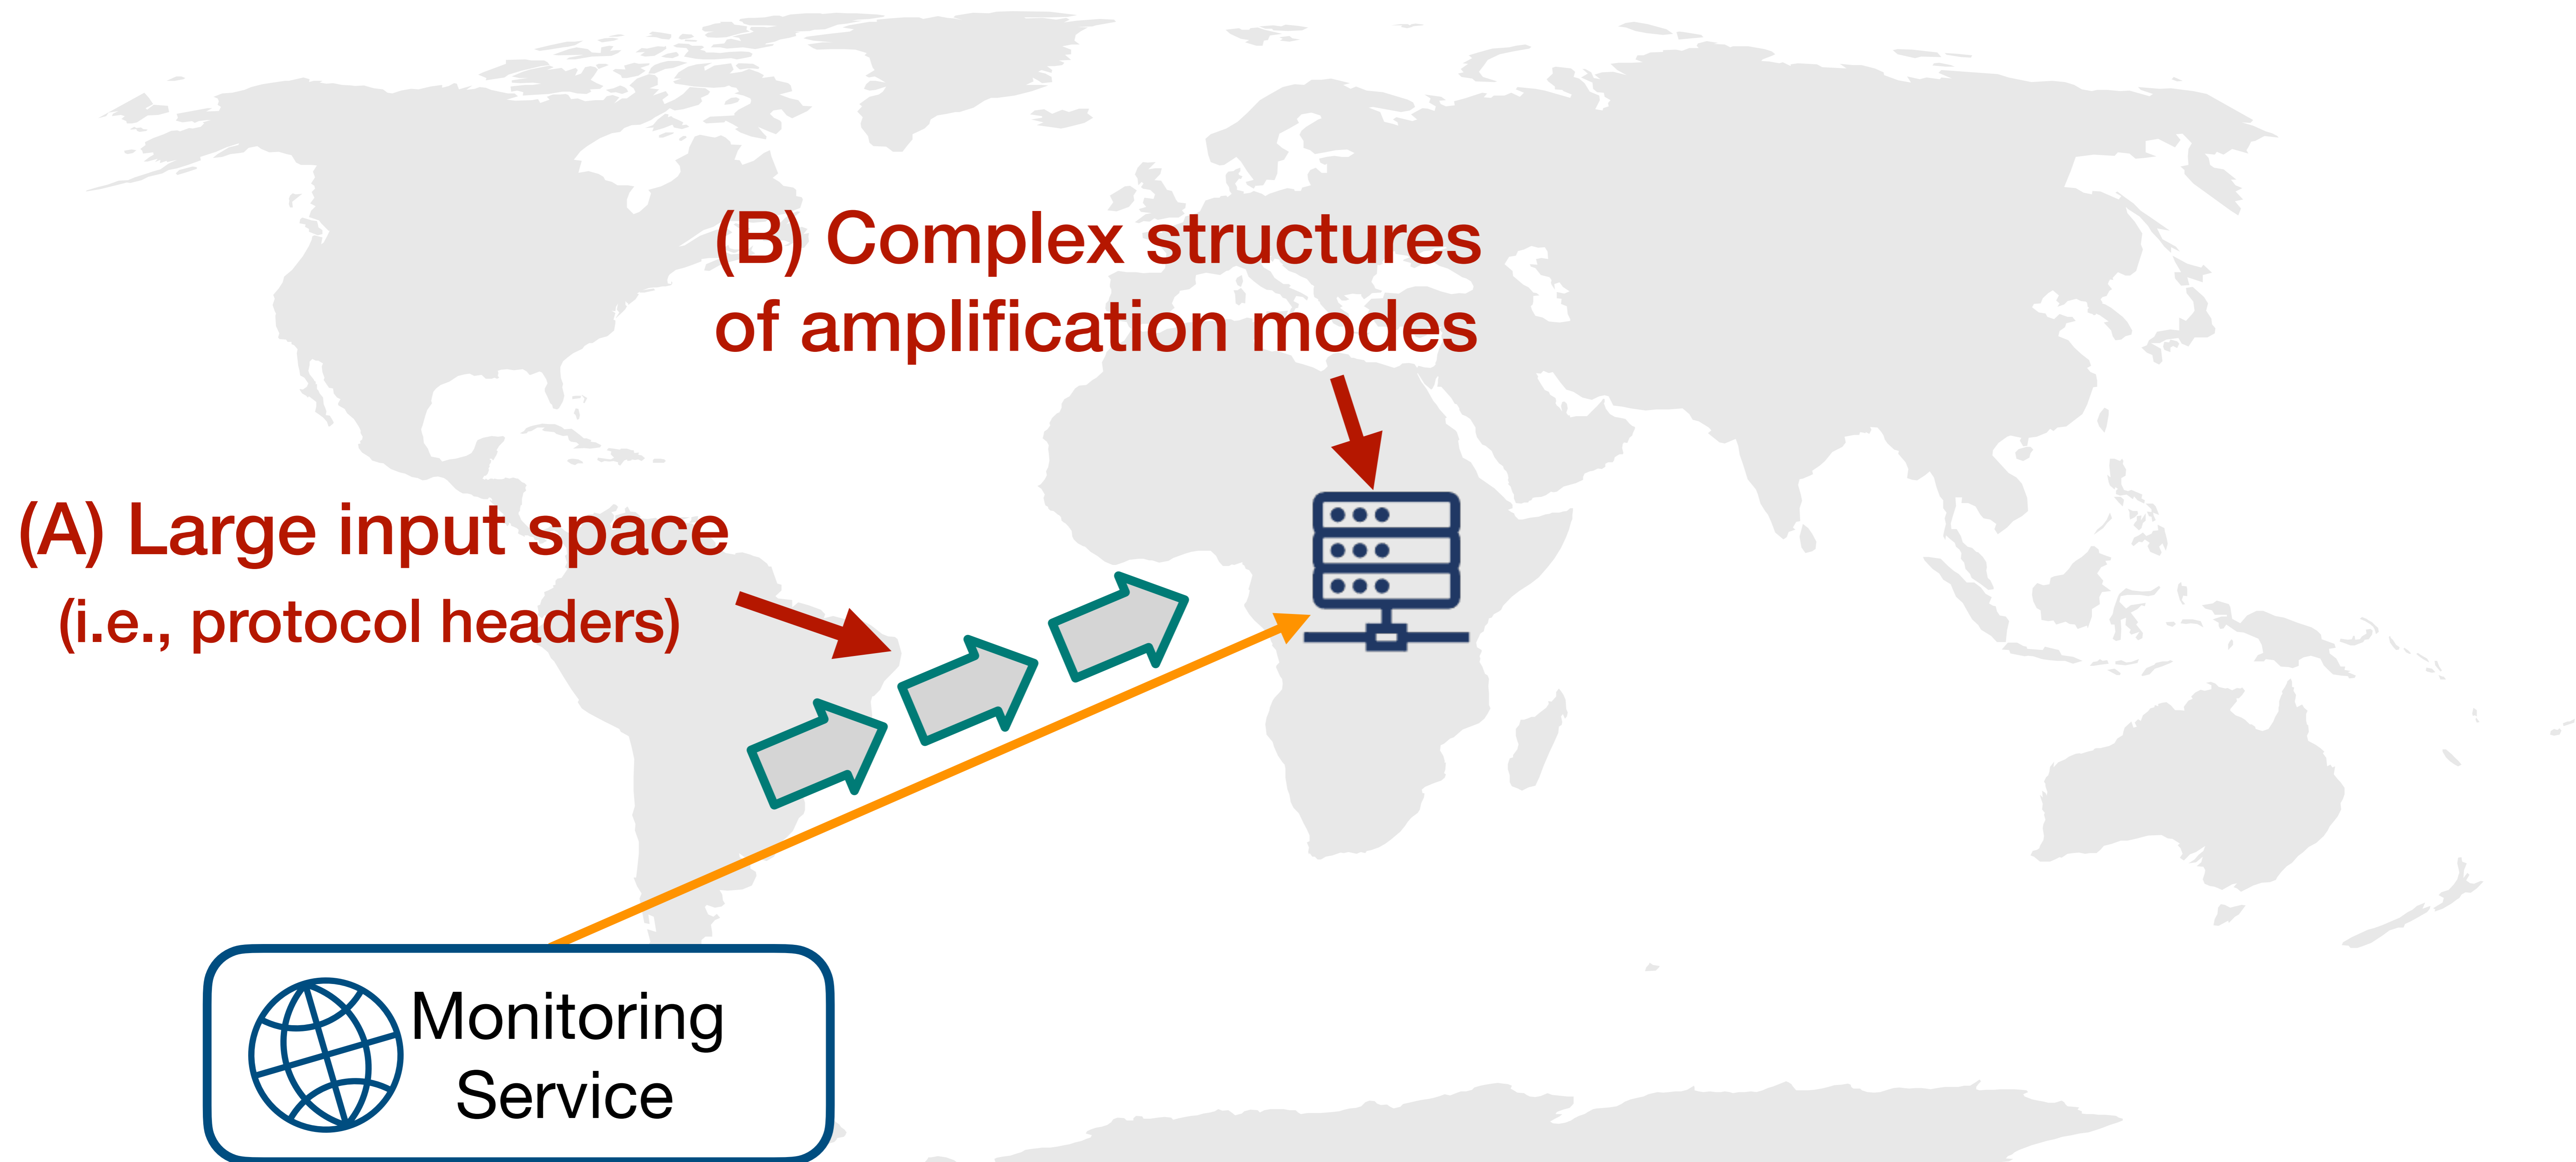 (B) Complex structures
of amplification modes
(A) Large input space
(i.e., protocol headers)
Monitoring
Service